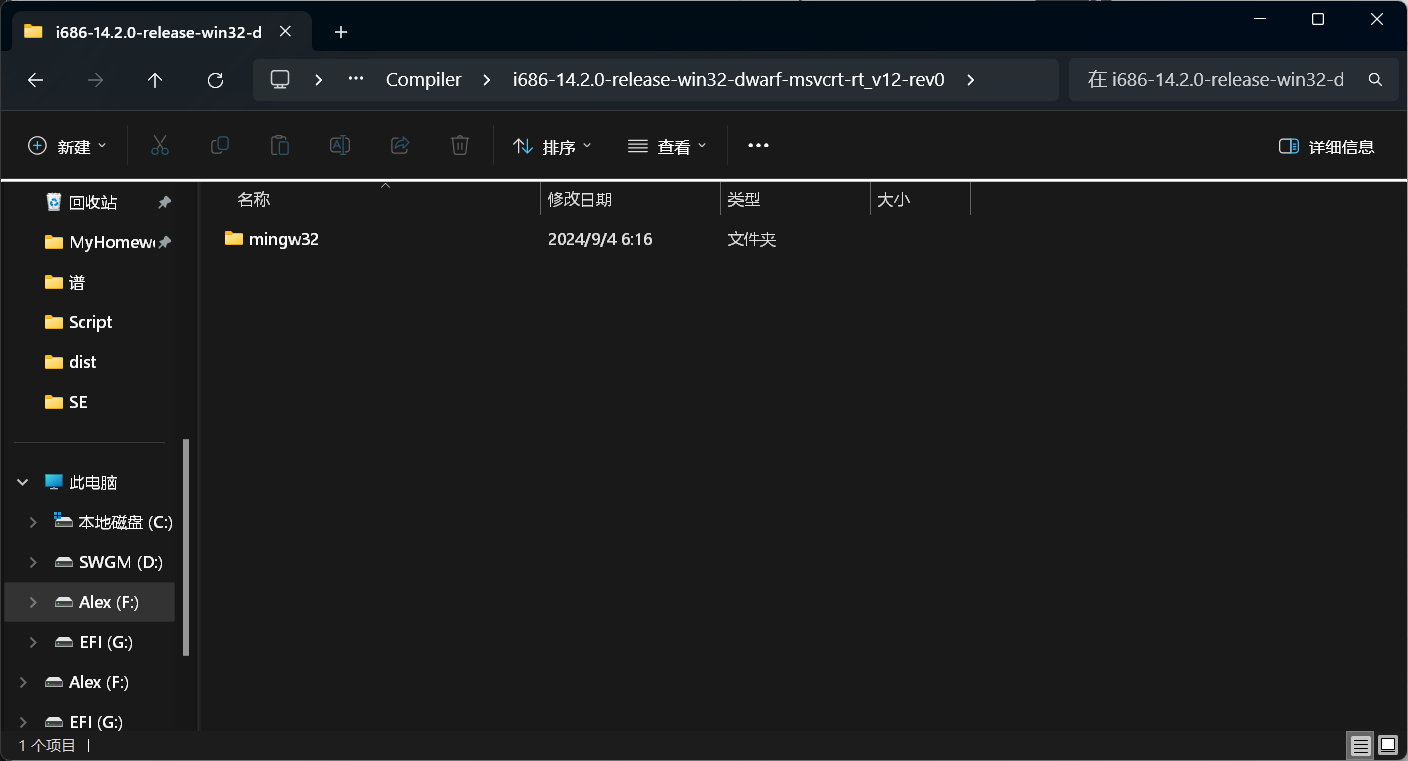 i686-14.2.0-release-win32-d
Compiler i686-14.2.0-release-win32-dwarf-msvcrt-rt_v12-rev0
在 i686-14.2.0-release-win32-d
新建 排序 查看 详细信息
名称 修改日期 类型 大小
mingw32 2024/9/4 6:16 文件夹
回收站
MyHomew
谱
Script
dist
SE
此电脑
本地磁盘 (C:)
SWGM (D:)
Alex (F:)
EFI (G:)
Alex (F:)
EFI (G:)
1 个项目